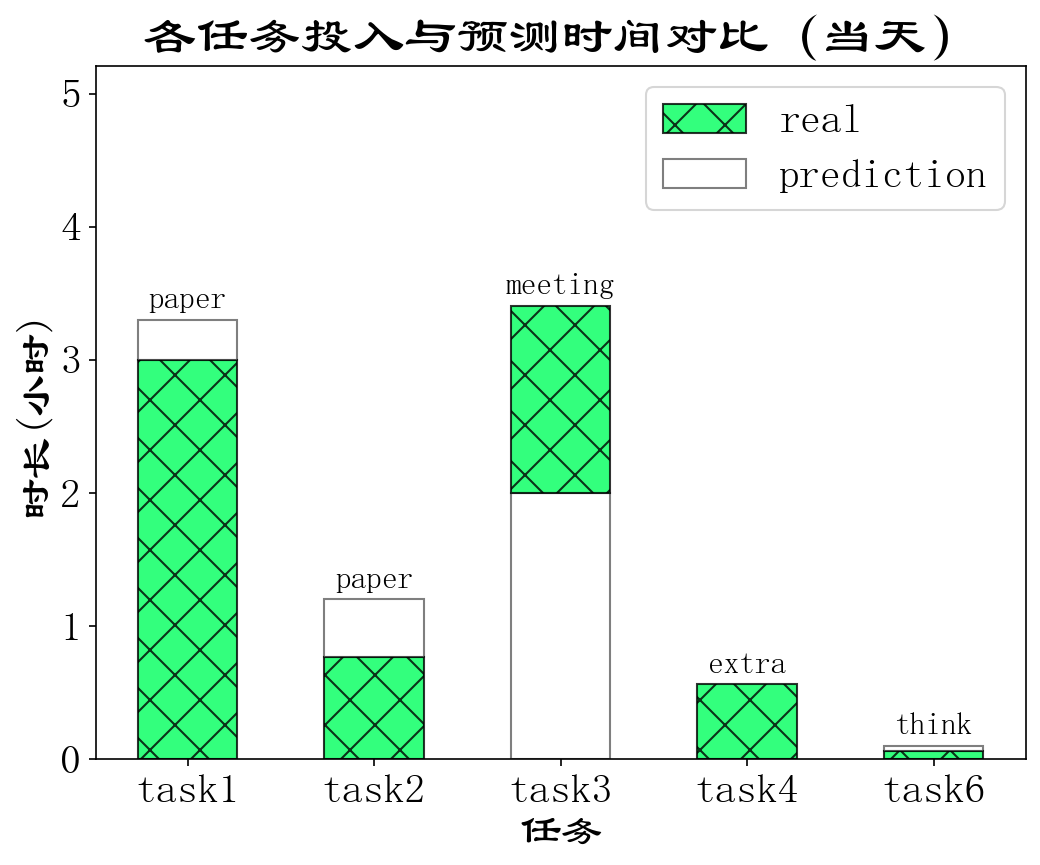 各任务投入与预测时间对比 (当天)
real
prediction
时长(小时)
5
4
3
2
1
0
paper
paper
meeting
extra
think
task1 task2 task3 task4 task6
任务